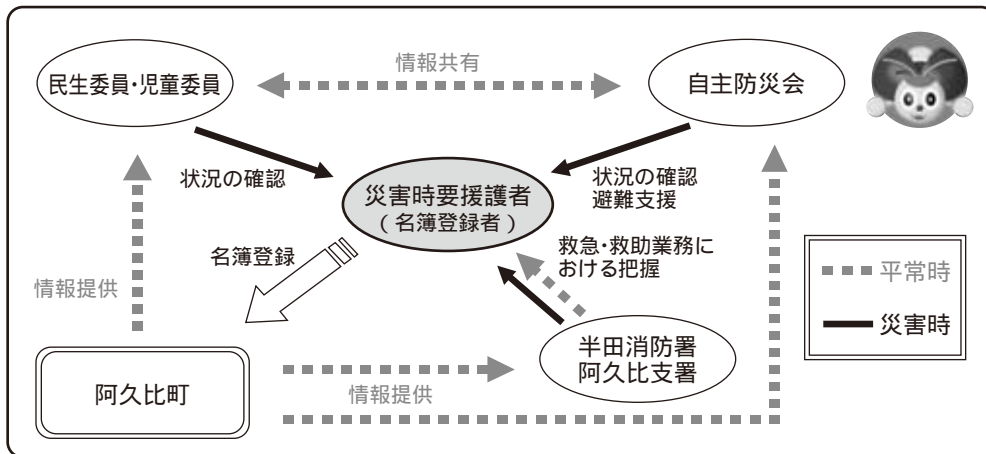 情報共有
民生委員・児童委員
自主防災会
状況の確認
状況の確認
避難支援
災害時要援護者
(名簿登録者)
名簿登録
救急・救助業務に
おける把握
情報提供
平常時
災害時
半田消防署
阿久比支署
阿久比町
情報提供